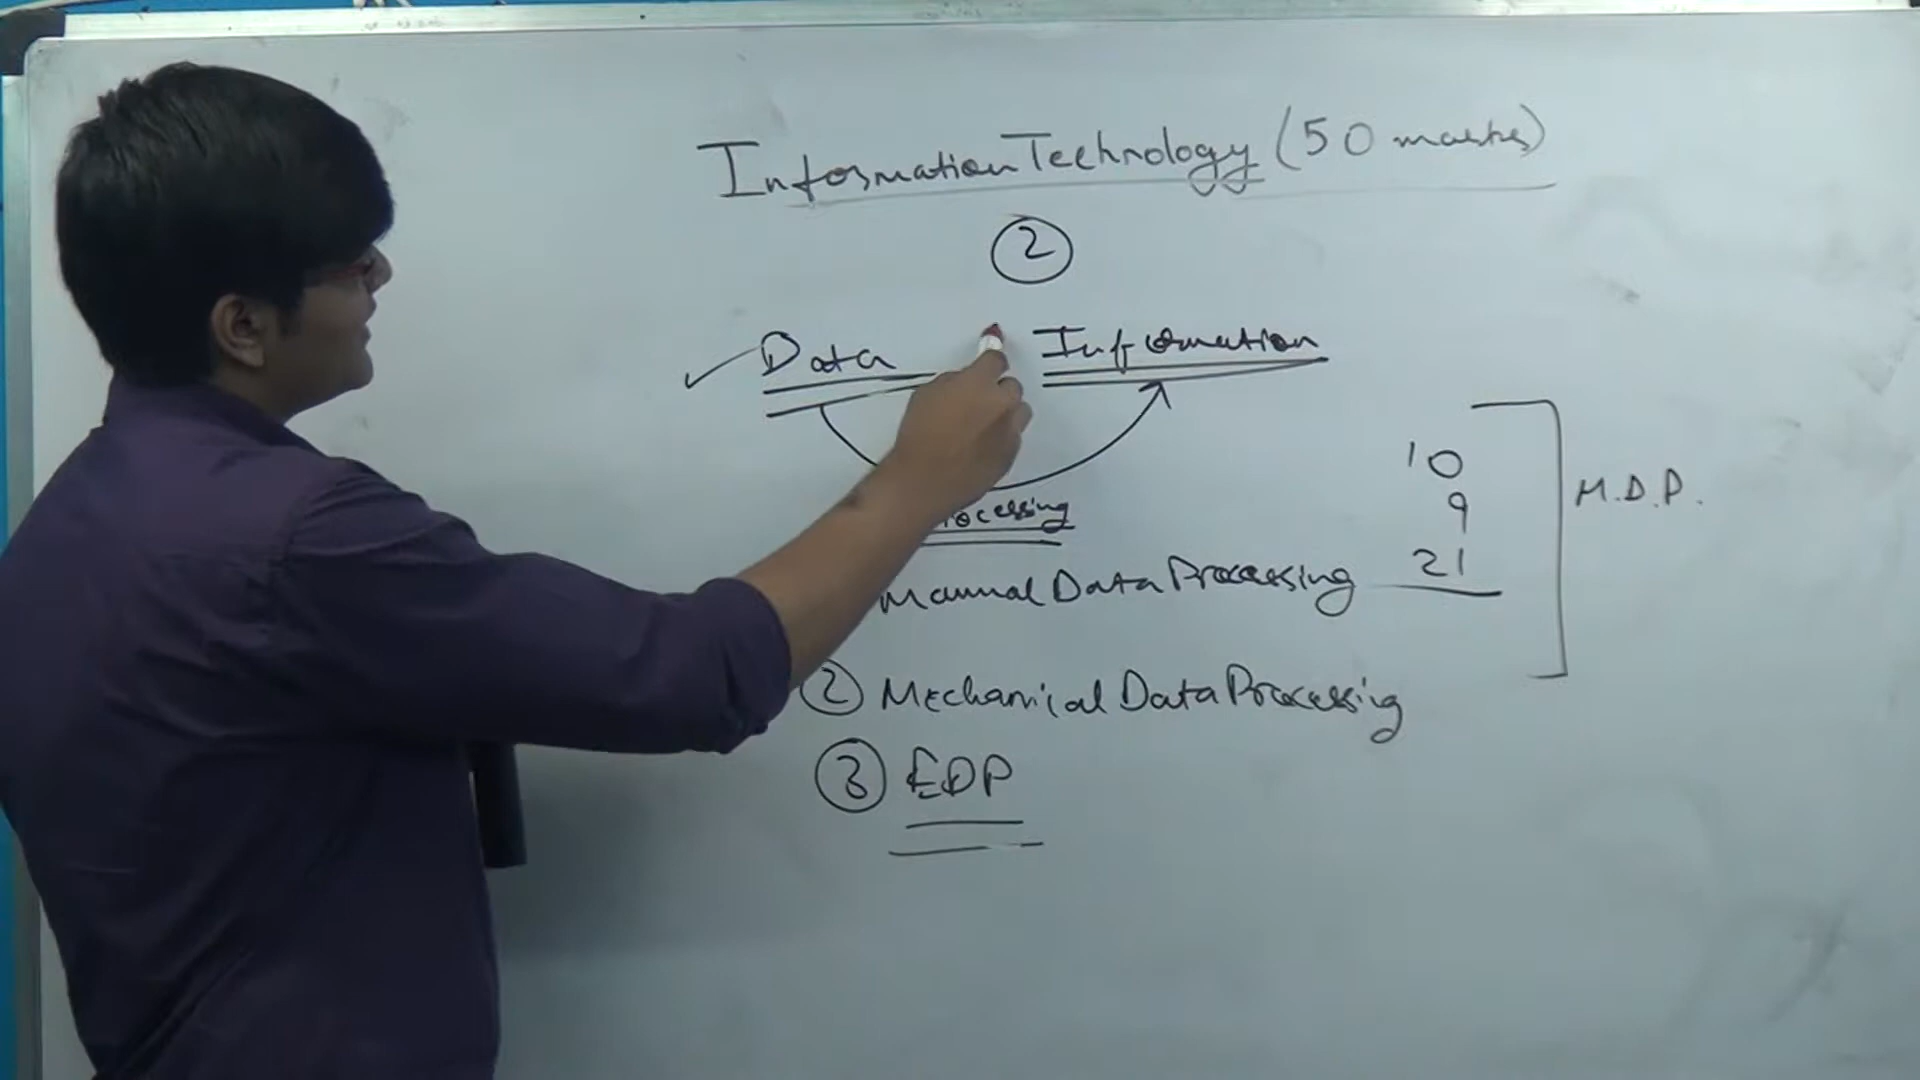 Information Technology (50 marks)
2
Data Information
ocessing
Manual Data Processing
10
9
21
M.D.P.
2 Mechanical Data Processing
3 EDP